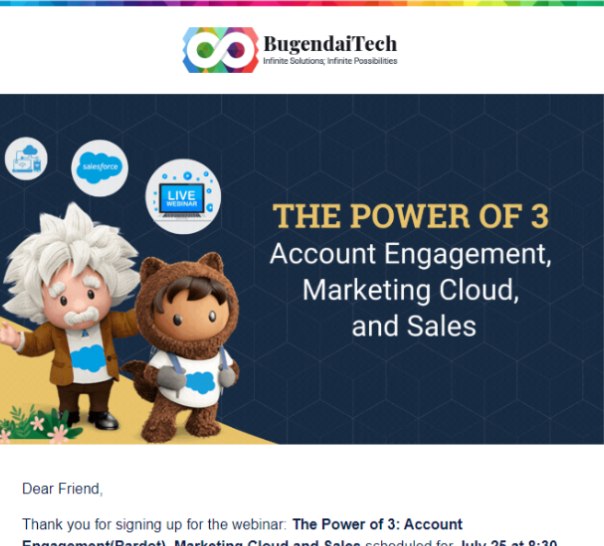 BugendaiTech
Infinite Solutions; Infinite Possibilities
salesforce
LIVE
WEBINAR
THE POWER OF 3
Account Engagement,
Marketing Cloud,
and Sales
Dear Friend,
Thank you for signing up for the webinar: The Power of 3: Account
Engagement(Pardot), Marketing Cloud and Sales scheduled for July 25 at 8:30